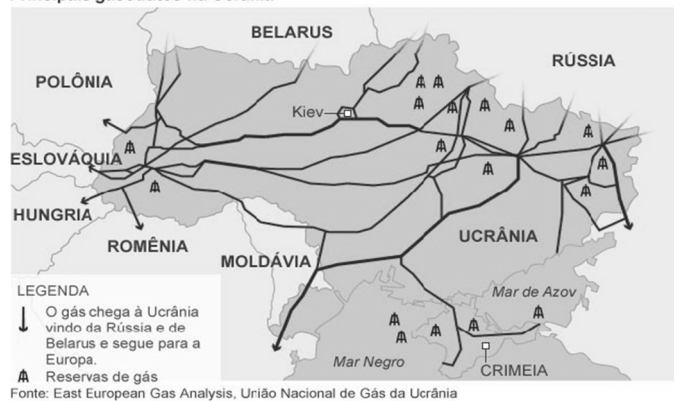 Principais gasodutos na Ucrânia
BELARUS
RÚSSIA
POLÔNIA
Kiev
ESLOVÁQUIA
HUNGRIA
ROMÊNIA
MOLDÁVIA
UCRÂNIA
Mar de Azov
LEGENDA
O gás chega à Ucrânia
vindo da Rússia e de
Belarus e segue para a
Europa.
Reservas de gás
Mar Negro
CRIMEIA
Fonte: East European Gas Analysis, União Nacional de Gás da Ucrânia